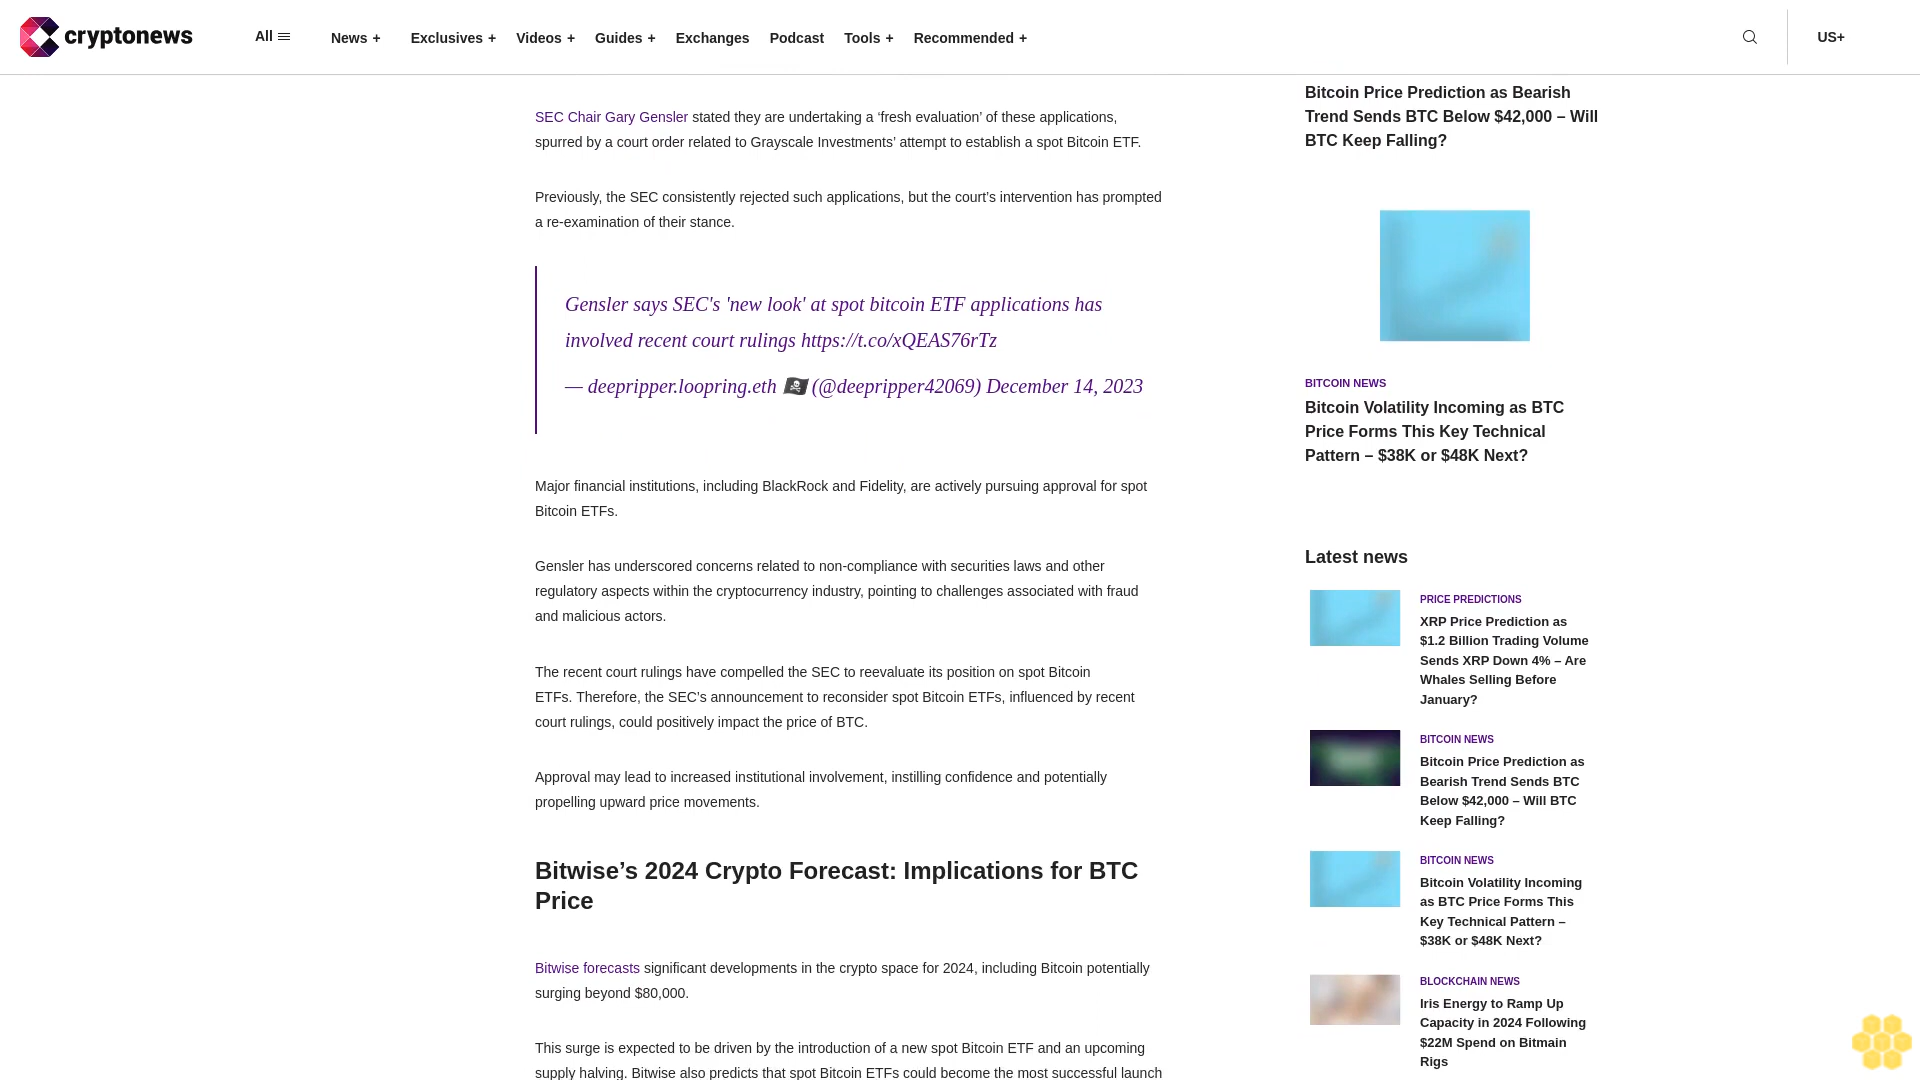 cryptonews
All
News +
Exclusives +
Videos +
Guides +
Exchanges
Podcast
Tools +
Recommended +
US+
SEC Chair Gary Gensler stated they are undertaking a ‘fresh evaluation’ of these applications,
spurred by a court order related to Grayscale Investments’ attempt to establish a spot Bitcoin ETF.
Previously, the SEC consistently rejected such applications, but the court’s intervention has prompted
a re-examination of their stance.
Gensler says SEC's 'new look' at spot bitcoin ETF applications has
involved recent court rulings https://t.co/xQEAS76rTz
— deepripper.loopring.eth 🏴‍☠️ (@deepripper42069) December 14, 2023
Major financial institutions, including BlackRock and Fidelity, are actively pursuing approval for spot
Bitcoin ETFs.
Gensler has underscored concerns related to non-compliance with securities laws and other
regulatory aspects within the cryptocurrency industry, pointing to challenges associated with fraud
and malicious actors.
The recent court rulings have compelled the SEC to reevaluate its position on spot Bitcoin
ETFs. Therefore, the SEC’s announcement to reconsider spot Bitcoin ETFs, influenced by recent
court rulings, could positively impact the price of BTC.
Approval may lead to increased institutional involvement, instilling confidence and potentially
propelling upward price movements.
Bitwise’s 2024 Crypto Forecast: Implications for BTC
Price
Bitwise forecasts significant developments in the crypto space for 2024, including Bitcoin potentially
surging beyond $80,000.
This surge is expected to be driven by the introduction of a new spot Bitcoin ETF and an upcoming
supply halving. Bitwise also predicts that spot Bitcoin ETFs could become the most successful launch
Bitcoin Price Prediction as Bearish
Trend Sends BTC Below $42,000 – Will
BTC Keep Falling?
BITCOIN NEWS
Bitcoin Volatility Incoming as BTC
Price Forms This Key Technical
Pattern – $38K or $48K Next?
Latest news
PRICE PREDICTIONS
XRP Price Prediction as
$1.2 Billion Trading Volume
Sends XRP Down 4% – Are
Whales Selling Before
January?
BITCOIN NEWS
Bitcoin Price Prediction as
Bearish Trend Sends BTC
Below $42,000 – Will BTC
Keep Falling?
BITCOIN NEWS
Bitcoin Volatility Incoming
as BTC Price Forms This
Key Technical Pattern –
$38K or $48K Next?
BLOCKCHAIN NEWS
Iris Energy to Ramp Up
Capacity in 2024 Following
$22M Spend on Bitmain
Rigs